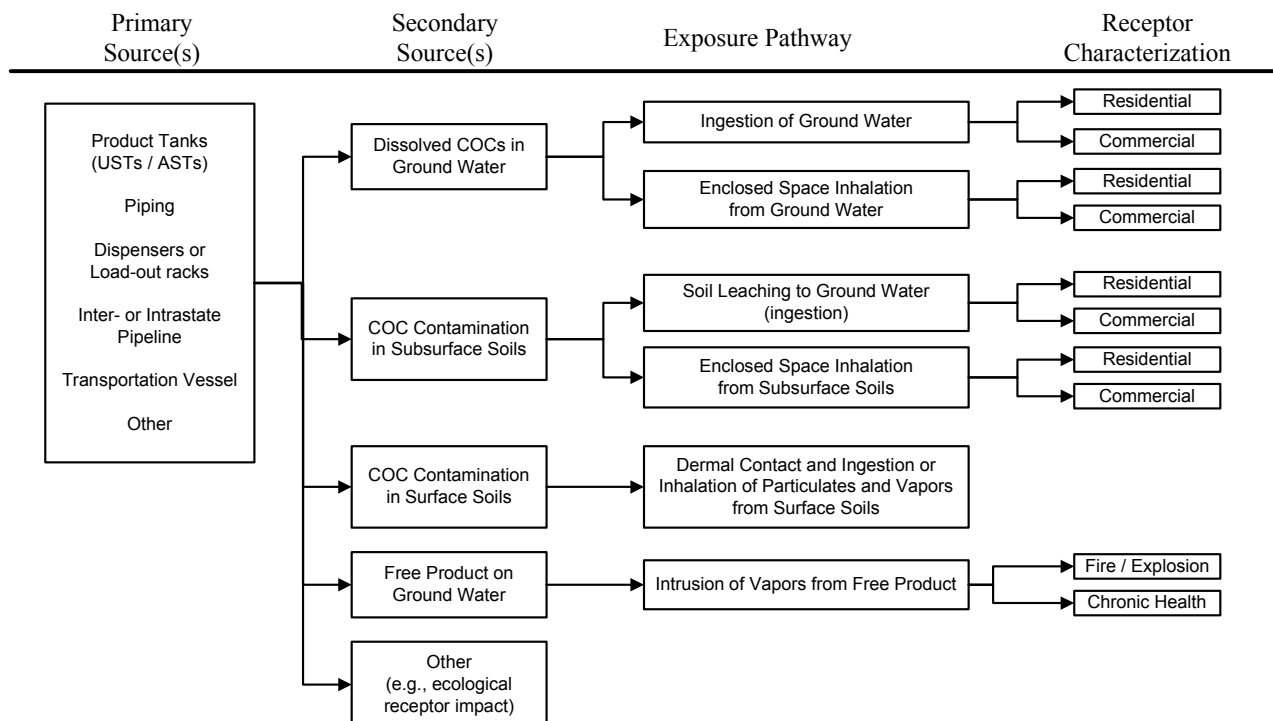 Primary
Source(s)
Secondary
Source(s)
Exposure Pathway
Receptor
Characterization
Product Tanks
(USTs / ASTs)
Piping
Dispensers or
Load-out racks
Inter- or Intrastate
Pipeline
Transportation Vessel
Other
Dissolved COCs in
Ground Water
Ingestion of Ground Water
Residential
Commercial
Enclosed Space Inhalation
from Ground Water
Residential
Commercial
COC Contamination
in Subsurface Soils
Soil Leaching to Ground Water
(ingestion)
Residential
Commercial
Enclosed Space Inhalation
from Subsurface Soils
Residential
Commercial
COC Contamination
in Surface Soils
Dermal Contact and Ingestion or
Inhalation of Particulates and Vapors
from Surface Soils
Free Product on
Ground Water
Intrusion of Vapors from Free Product
Fire / Explosion
Chronic Health
Other
(e.g., ecological
receptor impact)